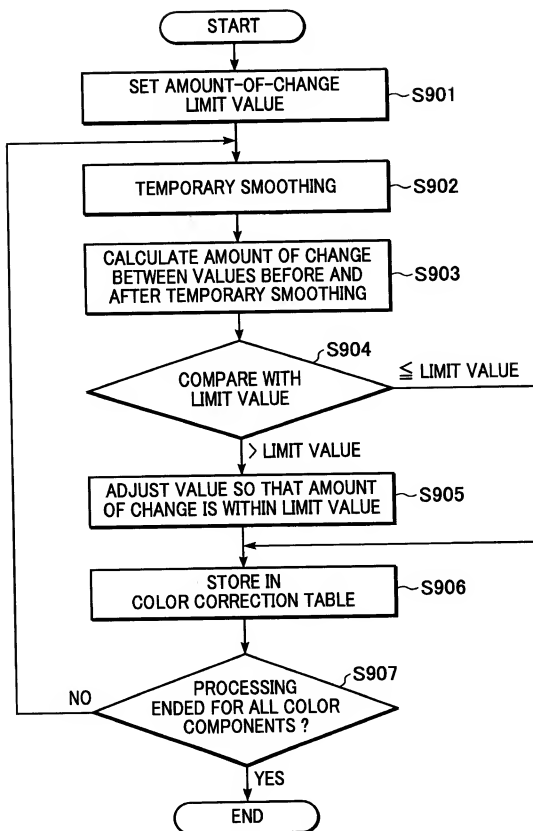 START
SET AMOUNT-OF-CHANGE
LIMIT VALUE
S901
TEMPORARY SMOOTHING
S902
CALCULATE AMOUNT OF CHANGE
BETWEEN VALUES BEFORE AND
AFTER TEMPORARY SMOOTHING
S903
S904
COMPARE WITH
LIMIT VALUE
≦ LIMIT VALUE
> LIMIT VALUE
ADJUST VALUE SO THAT AMOUNT
OF CHANGE IS WITHIN LIMIT VALUE
S905
STORE IN
COLOR CORRECTION TABLE
S906
S907
PROCESSING
ENDED FOR ALL COLOR
COMPONENTS ?
NO
YES
END